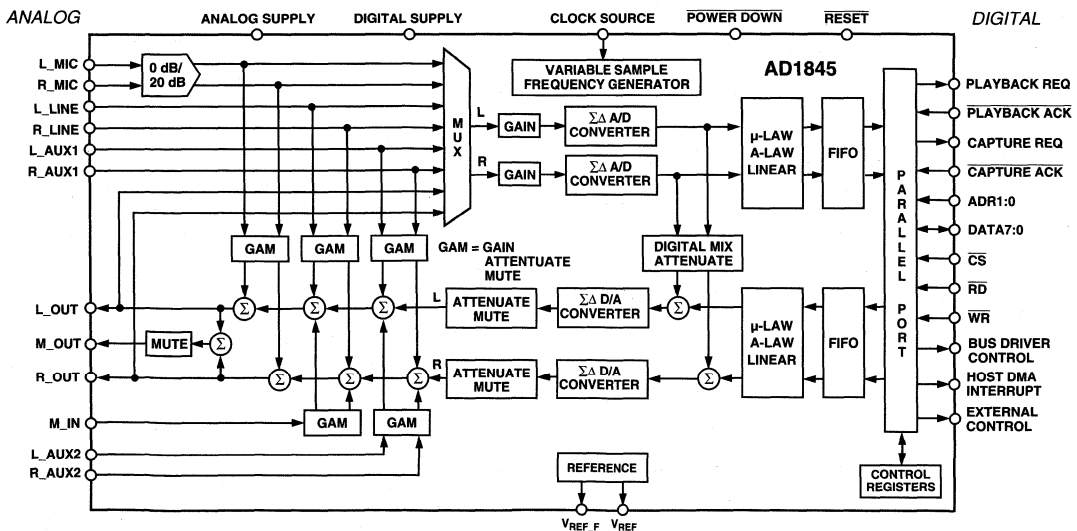 ANALOG
ANALOG SUPPLY
DIGITAL SUPPLY
CLOCK SOURCE
POWER DOWN
RESET
DIGITAL
L_MIC
R_MIC
L_LINE
R_LINE
L_AUX1
R_AUX1
0 dB/
20 dB
MUX
L
R
VARIABLE SAMPLE
FREQUENCY GENERATOR
AD1845
GAIN
ΣΔ A/D
CONVERTER
GAIN
ΣΔ A/D
CONVERTER
μ-LAW
A-LAW
LINEAR
FIFO
PARALLEL
PORT
PLAYBACK REQ
PLAYBACK ACK
CAPTURE REQ
CAPTURE ACK
ADR1:0
DATA7:0
CS
RD
WR
BUS DRIVER
CONTROL
HOST DMA
INTERRUPT
EXTERNAL
CONTROL
GAM
GAM
GAM
GAM = GAIN
ATTENTUATE
MUTE
DIGITAL MIX
ATTENUATE
L_OUT
M_OUT
R_OUT
M_IN
L_AUX2
R_AUX2
Σ
Σ
Σ
L
ATTENUATE
MUTE
ΣΔ D/A
CONVERTER
Σ
μ-LAW
A-LAW
LINEAR
FIFO
MUTE
Σ
Σ
Σ
Σ
R
ATTENUATE
MUTE
ΣΔ D/A
CONVERTER
Σ
GAM
GAM
REFERENCE
CONTROL
REGISTERS
VREF_F
VREF